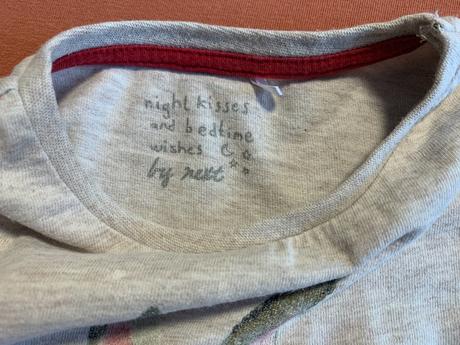 night kisses
and bedtime
wishes
by next